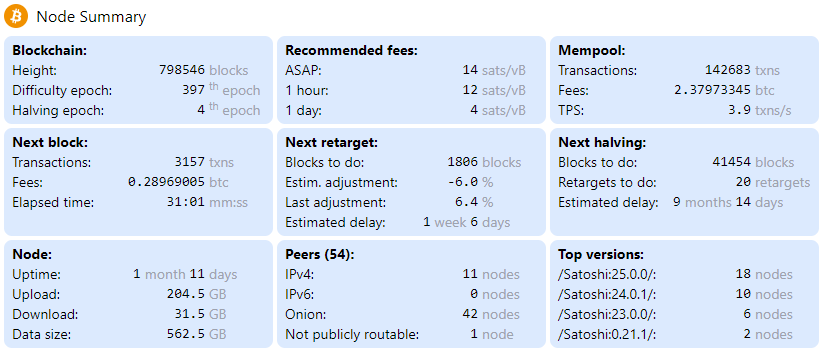 Node Summary
Blockchain:
Height: 798546 blocks
Difficulty epoch: 397 th epoch
Halving epoch: 4 th epoch
Recommended fees:
ASAP: 14 sats/vB
1 hour: 12 sats/vB
1 day: 4 sats/vB
Mempool:
Transactions: 142683 txns
Fees: 2.37973345 btc
TPS: 3.9 txns/s
Next block:
Transactions: 3157 txns
Fees: 0.28969005 btc
Elapsed time: 31:01 mm:ss
Next retarget:
Blocks to do: 1806 blocks
Estim. adjustment: -6.0 %
Last adjustment: 6.4 %
Estimated delay: 1 week 6 days
Next halving:
Blocks to do: 41454 blocks
Retargets to do: 20 retargets
Estimated delay: 9 months 14 days
Node:
Uptime: 1 month 11 days
Upload: 204.5 GB
Download: 31.5 GB
Data size: 562.5 GB
Peers (54):
IPv4: 11 nodes
IPv6: 0 nodes
Onion: 42 nodes
Not publicly routable: 1 node
Top versions:
/Satoshi:25.0.0/: 18 nodes
/Satoshi:24.0.1/: 10 nodes
/Satoshi:23.0.0/: 6 nodes
/Satoshi:0.21.1/: 2 nodes